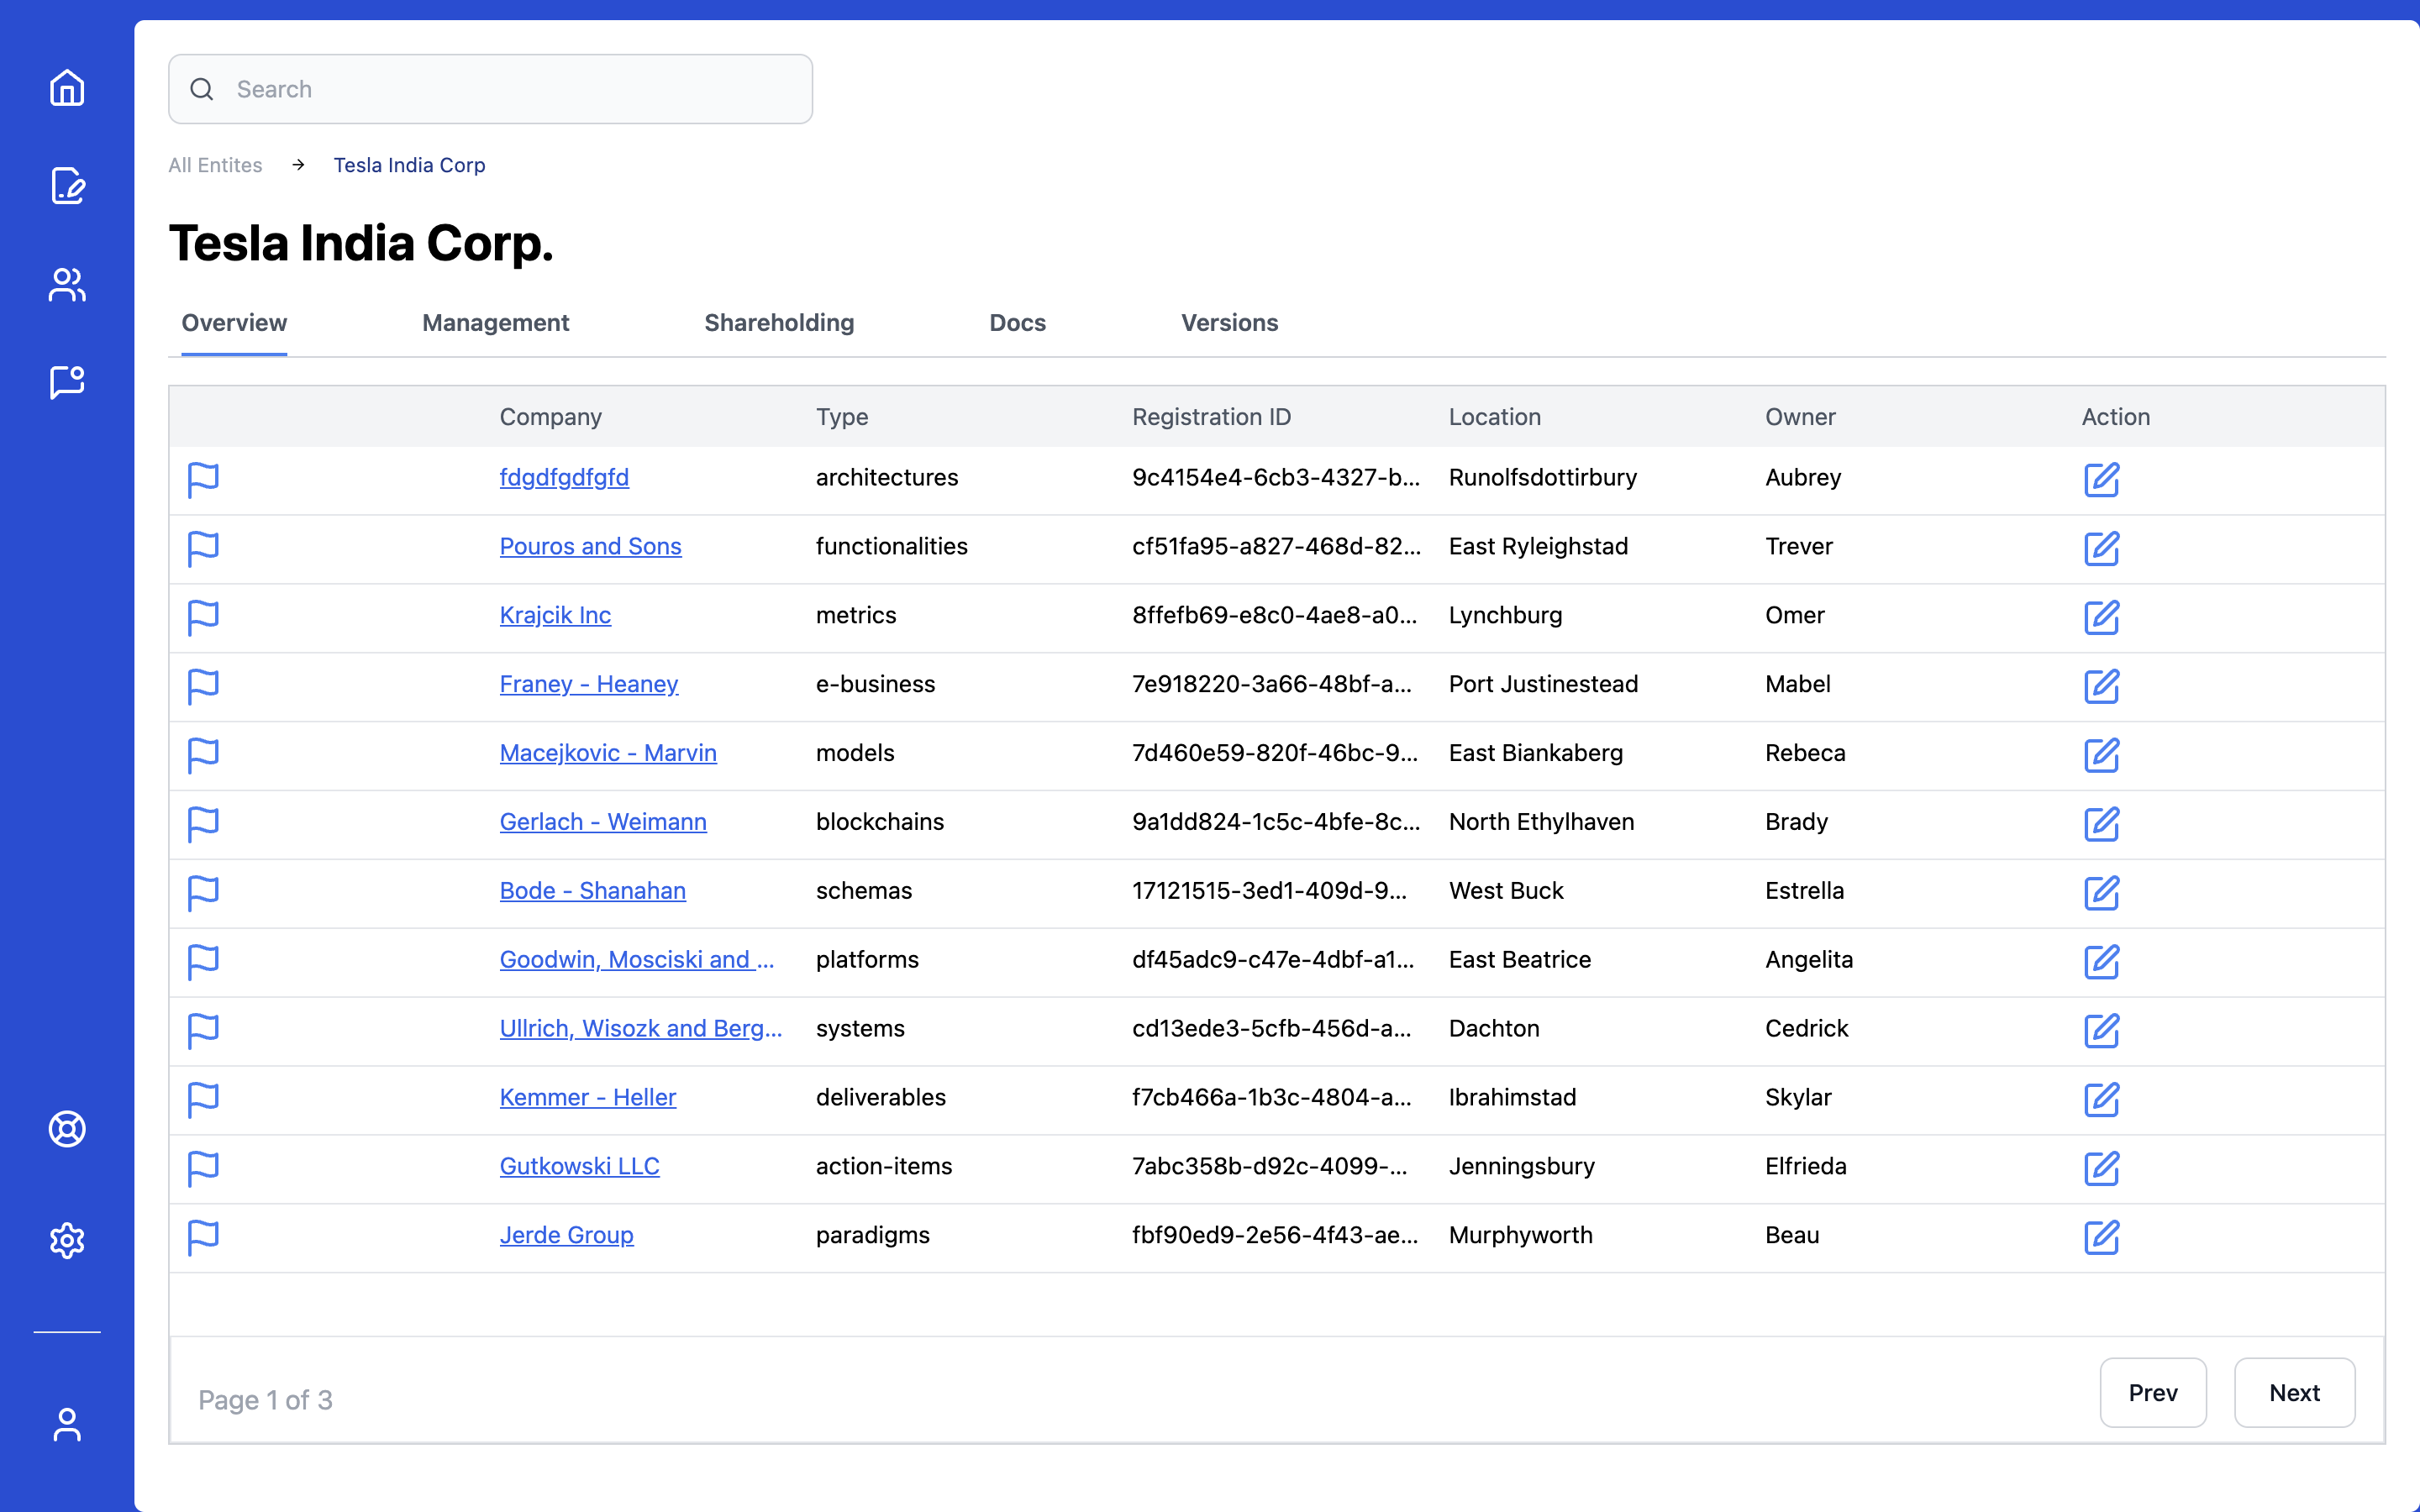 Search
All Entites → Tesla India Corp
Tesla India Corp.
Overview Management Shareholding Docs Versions
Company Type Registration ID Location Owner Action
fdgdfgdfgfd architectures 9c4154e4-6cb3-4327-b... Runolfsdottirbury Aubrey
Pouros and Sons functionalities cf51fa95-a827-468d-82... East Ryleighstad Trever
Krajcik Inc metrics 8ffefb69-e8c0-4ae8-a0... Lynchburg Omer
Franey - Heaney e-business 7e918220-3a66-48bf-a... Port Justinestead Mabel
Macejkovic - Marvin models 7d460e59-820f-46bc-9... East Biankaberg Rebeca
Gerlach - Weimann blockchains 9a1dd824-1c5c-4bfe-8c... North Ethylhaven Brady
Bode - Shanahan schemas 17121515-3ed1-409d-9... West Buck Estrella
Goodwin, Mosciski and ... platforms df45adc9-c47e-4dbf-a1... East Beatrice Angelita
Ullrich, Wisozk and Berg... systems cd13ede3-5cfb-456d-a... Dachton Cedrick
Kemmer - Heller deliverables f7cb466a-1b3c-4804-a... Ibrahimstad Skylar
Gutkowski LLC action-items 7abc358b-d92c-4099-... Jenningsbury Elfrieda
Jerde Group paradigms fbf90ed9-2e56-4f43-ae... Murphyworth Beau
Page 1 of 3 Prev Next